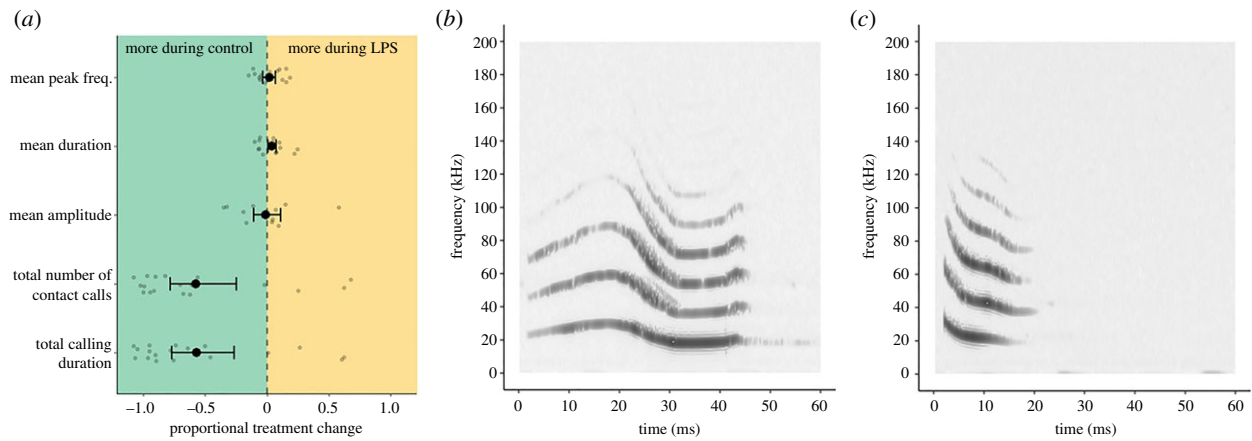 (a)
more during control
more during LPS
mean peak freq.
mean duration
mean amplitude
total number of
contact calls
total calling
duration
–1.0
–0.5
0
0.5
1.0
proportional treatment change
(b)
frequency (kHz)
200
180
160
140
120
100
80
60
40
20
0
0
10
20
30
40
50
60
time (ms)
(c)
frequency (kHz)
200
180
160
140
120
100
80
60
40
20
0
0
10
20
30
40
50
60
time (ms)